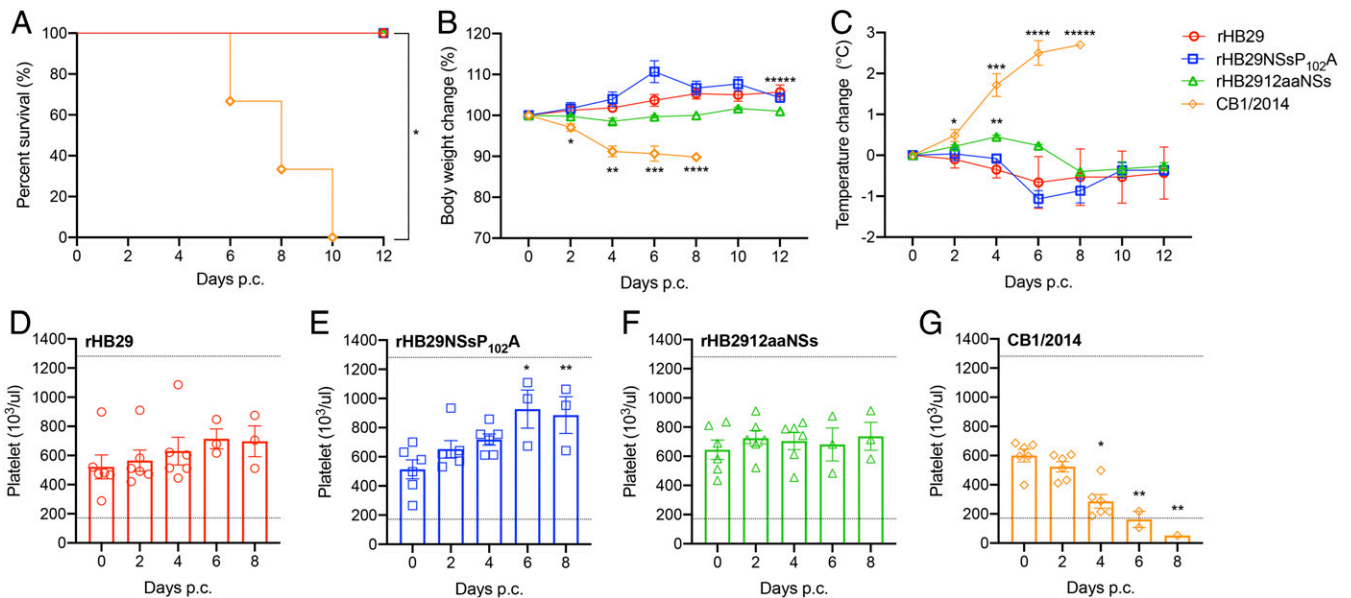 A
Percent survival (%)
100
80
60
40
20
0
*
0 2 4 6 8 10 12
Days p.c.
B
Body weight change (%)
120
110
100
90
80
70
*
**
***
****
*****
0 2 4 6 8 10 12
Days p.c.
C
Temperature change (°C)
3
2
1
0
-1
-2
*
**
***
****
*****
0 2 4 6 8 10 12
Days p.c.
rHB29
rHB29NSsP102A
rHB2912aaNSs
CB1/2014
D
rHB29
Platelet (10³/ul)
1400
1200
1000
800
600
400
200
0
0 2 4 6 8
Days p.c.
E
rHB29NSsP102A
Platelet (10³/ul)
1400
1200
1000
800
600
400
200
0
* **
0 2 4 6 8
Days p.c.
F
rHB2912aaNSs
Platelet (10³/ul)
1400
1200
1000
800
600
400
200
0
0 2 4 6 8
Days p.c.
G
CB1/2014
Platelet (10³/ul)
1400
1200
1000
800
600
400
200
0
*
** **
0 2 4 6 8
Days p.c.